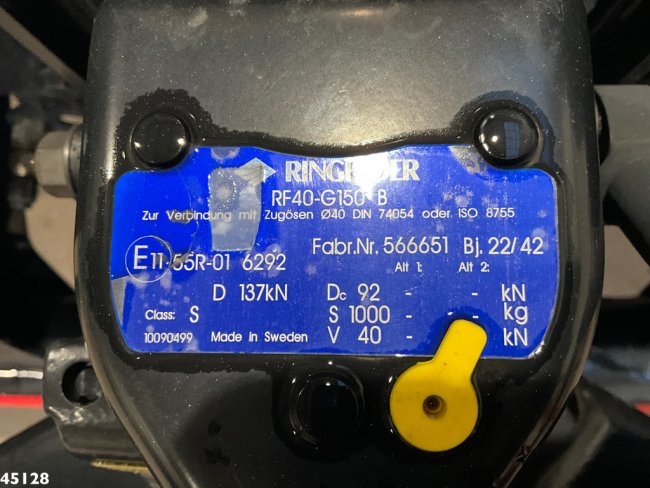 RINGFEDER
RF40-G150 B
Zur Verbindung mit Zugösen Ø40 DIN 74054 oder ISO 8755
E11 55R-01 6292 Fabr.Nr. 566651 Bj. 22/42
Alt 1: Alt 2:
D 137kN Dc 92 - - kN
Class: S S 1000 - - kg
10090499 Made in Sweden V 40 - kN
45128